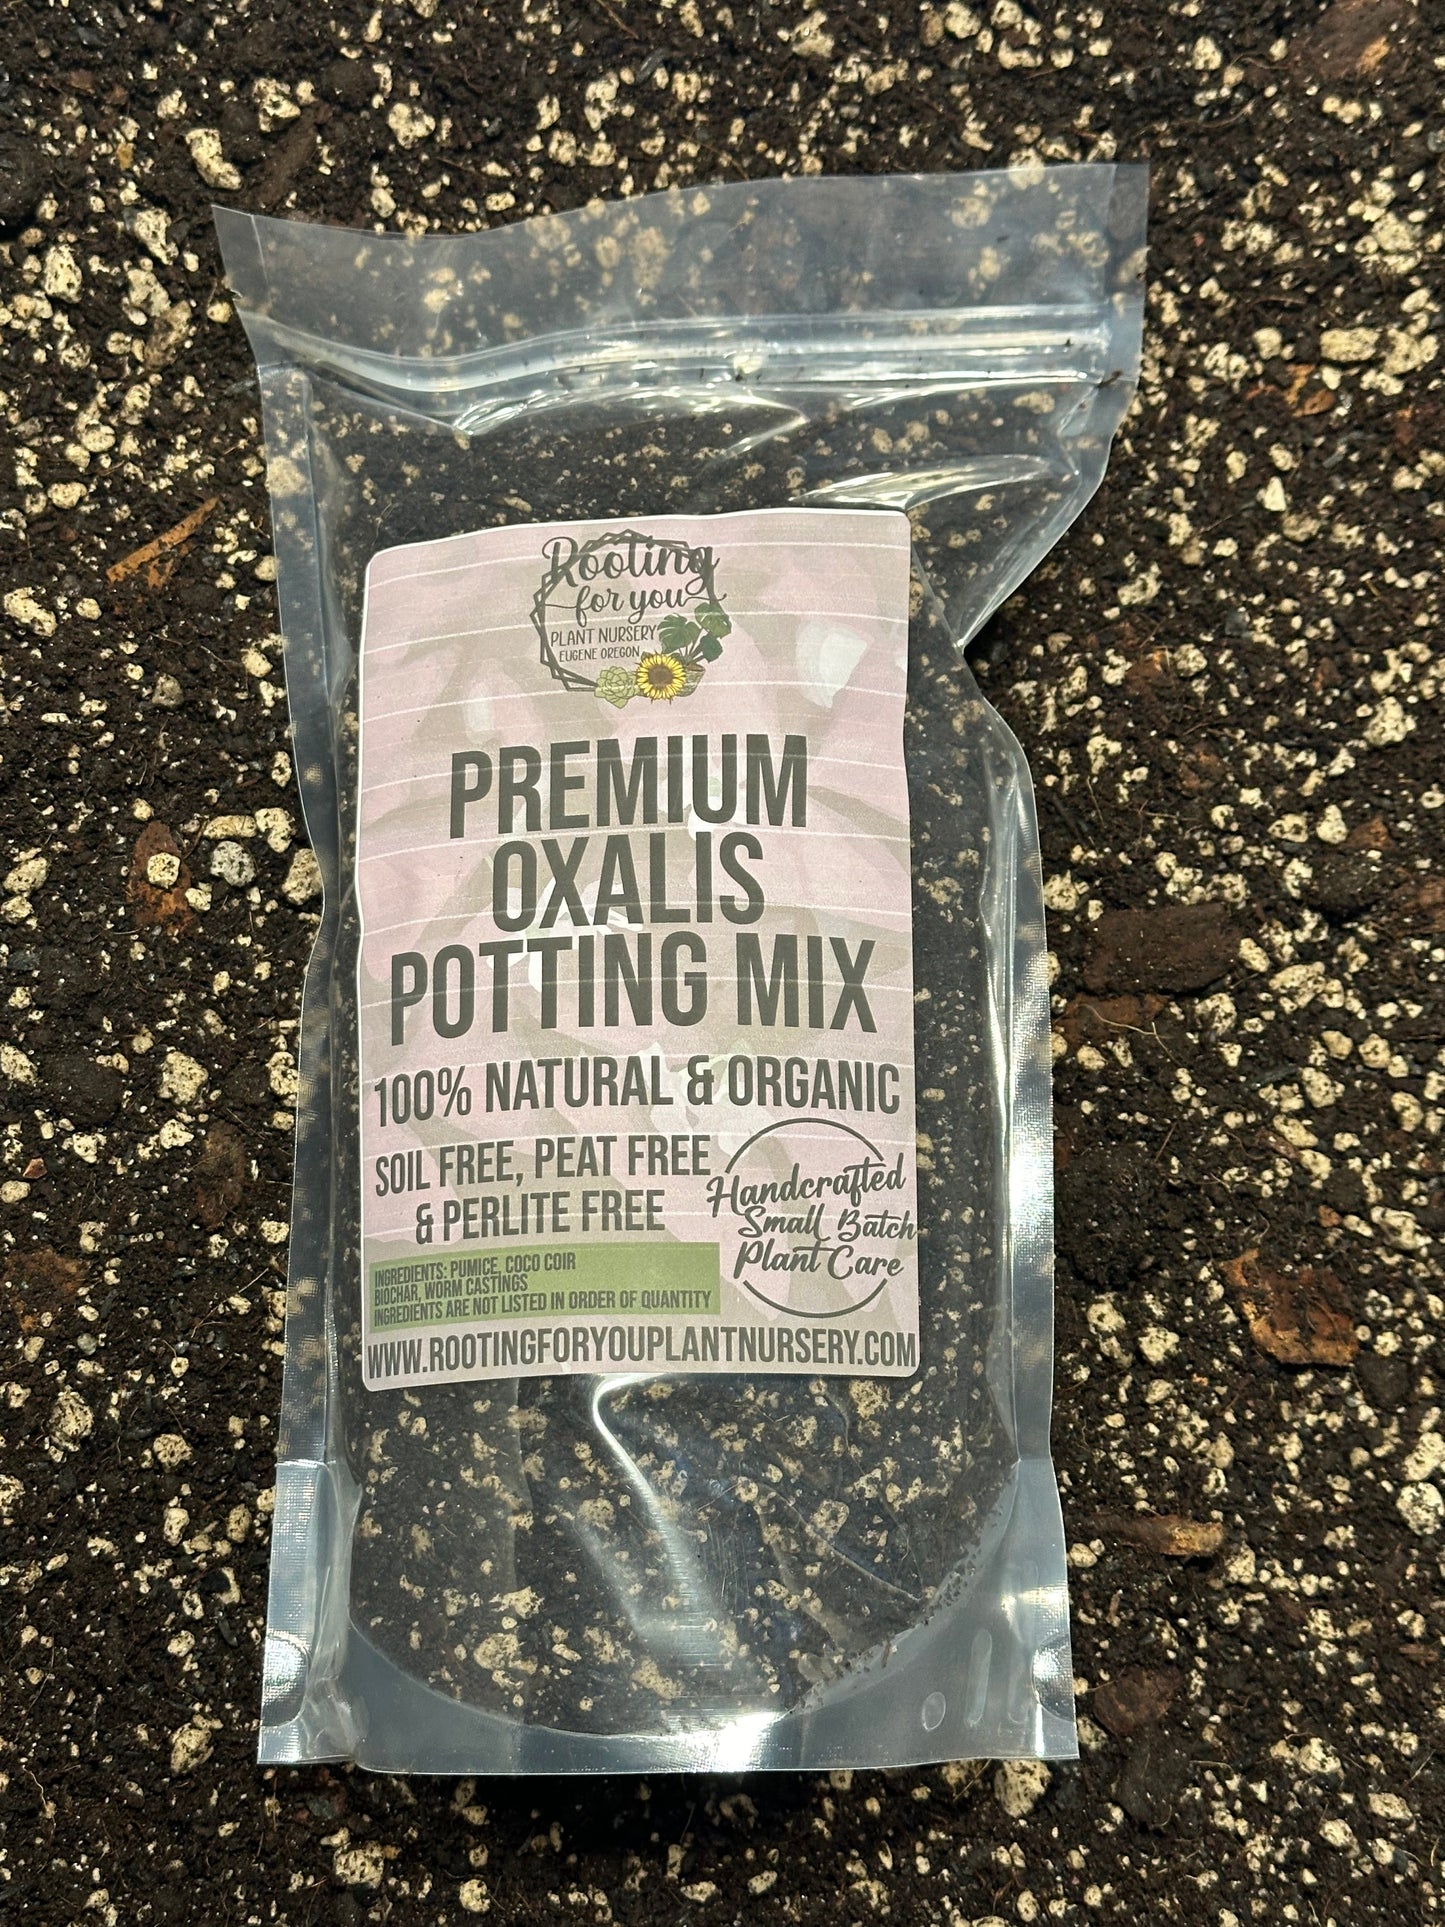 Rooting
for you
PLANT NURSERY
EUGENE OREGON
PREMIUM
OXALIS
POTTING MIX
100% NATURAL & ORGANIC
SOIL FREE, PEAT FREE
& PERLITE FREE
Handcrafted
Small Batch
Plant Care
INGREDIENTS: PUMICE, COCO COIR
BIOCHAR, WORM CASTINGS
INGREDIENTS ARE NOT LISTED IN ORDER OF QUANTITY
WWW.ROOTINGFORYOUPLANTNURSERY.COM